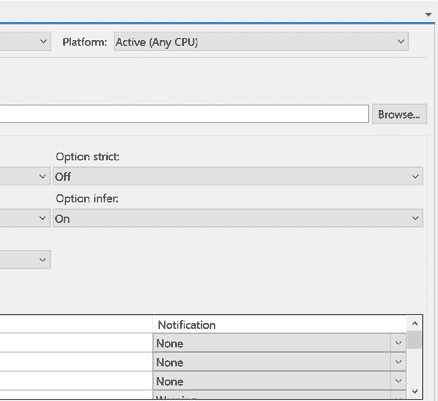 Platform: Active (Any CPU)
Browse...
Option strict:
Off
Option infer:
On
Notification
None
None
None